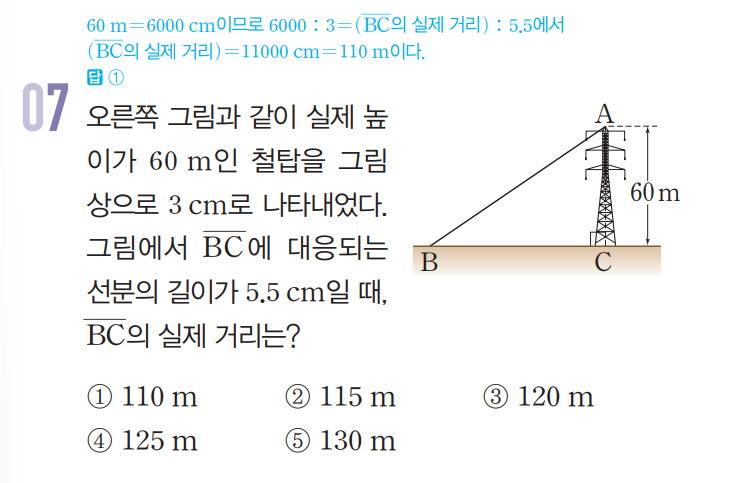 60 m=6000 cm이므로 6000 : 3=(BC의 실제 거리) : 5.5에서
(BC의 실제 거리)=11000 cm=110 m이다.
답 ①
07
오른쪽 그림과 같이 실제 높
이가 60 m인 철탑을 그림
상으로 3 cm로 나타내었다.
그림에서 BC에 대응되는
선분의 길이가 5.5 cm일 때,
BC의 실제 거리는?
A
60 m
B
C
① 110 m ② 115 m ③ 120 m
④ 125 m ⑤ 130 m